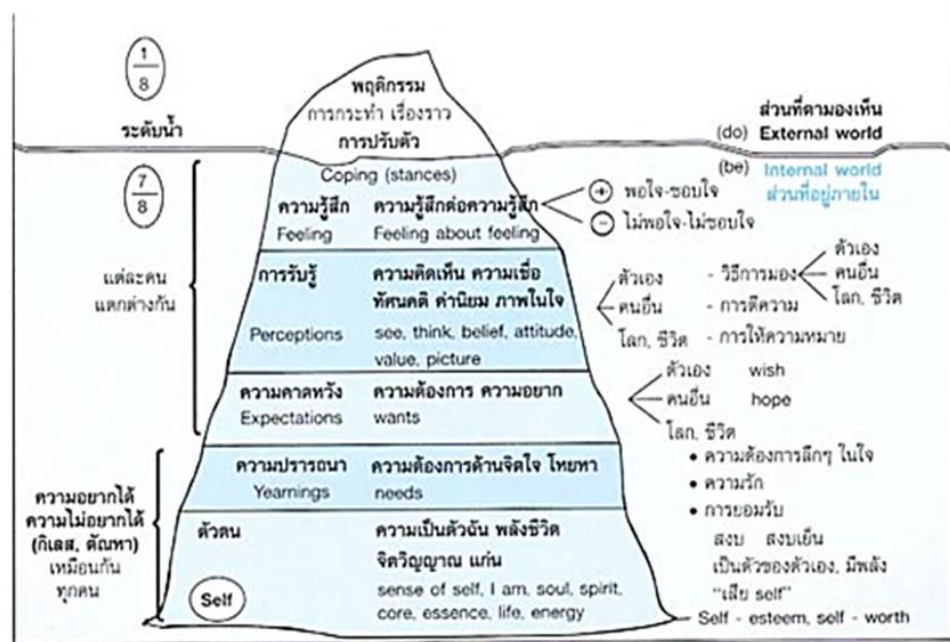 1
8
ระดับน้ำ
พฤติกรรม
การกระทำ เรื่องราว
การปรับตัว
ส่วนที่ตามองเห็น
(do) External world
(be) Internal world
ส่วนที่อยู่ภายใน
7
8
แต่ละคน
แตกต่างกัน
Coping (stances)
ความรู้สึก ความรู้สึกต่อความรู้สึก
Feeling Feeling about feeling
+ พอใจ-ชอบใจ
- ไม่พอใจ-ไม่ชอบใจ
การรับรู้ ความคิดเห็น ความเชื่อ
ทัศนคติ ค่านิยม ภาพในใจ
Perceptions see, think, belief, attitude,
value, picture
ตัวเอง - วิธีการมอง ตัวเอง
คนอื่น
โลก, ชีวิต
คนอื่น - การตีความ
โลก, ชีวิต - การให้ความหมาย
ความคาดหวัง ความต้องการ ความอยาก
Expectations wants
ตัวเอง wish
คนอื่น hope
โลก, ชีวิต
ความอยากได้
ความไม่อยากได้
(กิเลส, ตัณหา)
เหมือนกัน
ทุกคน
ความปรารถนา ความต้องการด้านจิตใจ โหยหา
Yearnings needs
• ความต้องการลึกๆ ในใจ
• ความรัก
• การยอมรับ
สงบ สงบเย็น
เป็นตัวของตัวเอง, มีพลัง
"เสีย self"
ตัวตน ความเป็นตัวฉัน พลังชีวิต
จิตวิญญาณ แก่น
Self sense of self, I am, soul, spirit,
core, essence, life, energy
Self - esteem, self - worth